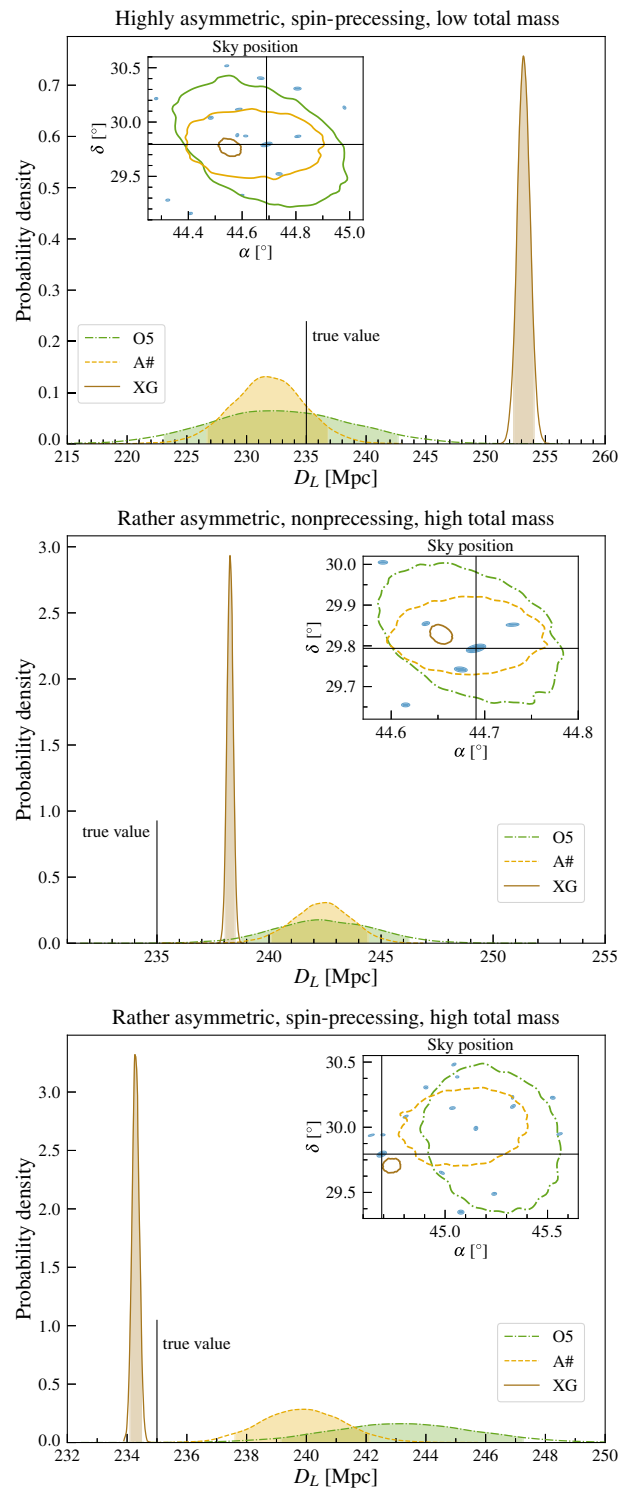 Highly asymmetric, spin-precessing, low total mass
Sky position
30.5
30.0
29.5
δ [°]
44.4 44.6 44.8 45.0
α [°]
0.7
0.6
0.5
0.4
0.3
0.2
0.1
0.0
Probability density
O5
A#
XG
true value
215 220 225 230 235 240 245 250 255 260
D_L [Mpc]
Rather asymmetric, nonprecessing, high total mass
Sky position
30.0
29.9
29.8
29.7
δ [°]
44.6 44.7 44.8
α [°]
3.0
2.5
2.0
1.5
1.0
0.5
0.0
Probability density
true value
O5
A#
XG
235 240 245 250 255
D_L [Mpc]
Rather asymmetric, spin-precessing, high total mass
Sky position
30.5
30.0
29.5
δ [°]
45.0 45.5
α [°]
3.0
2.5
2.0
1.5
1.0
0.5
0.0
Probability density
true value
O5
A#
XG
232 234 236 238 240 242 244 246 248 250
D_L [Mpc]